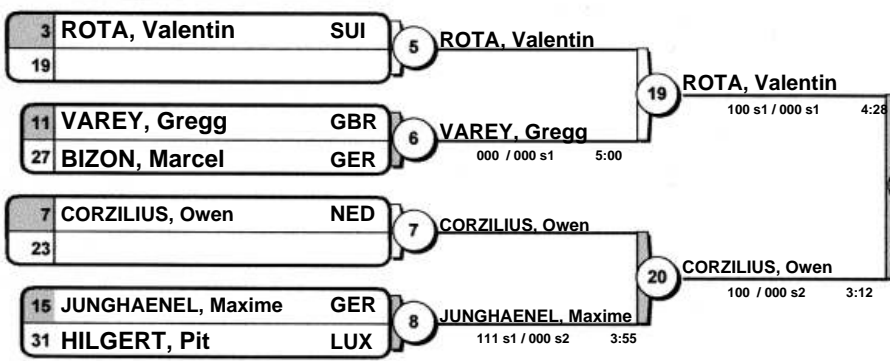 3 ROTA, Valentin SUI
19
5 ROTA, Valentin
11 VAREY, Gregg GBR
27 BIZON, Marcel GER
6 VAREY, Gregg
000 / 000 s1 5:00
19 ROTA, Valentin
100 s1 / 000 s1 4:28
7 CORZILIUS, Owen NED
23
7 CORZILIUS, Owen
15 JUNGHAENEL, Maxime GER
31 HILGERT, Pit LUX
8 JUNGHAENEL, Maxime
111 s1 / 000 s2 3:55
20 CORZILIUS, Owen
100 / 000 s2 3:12